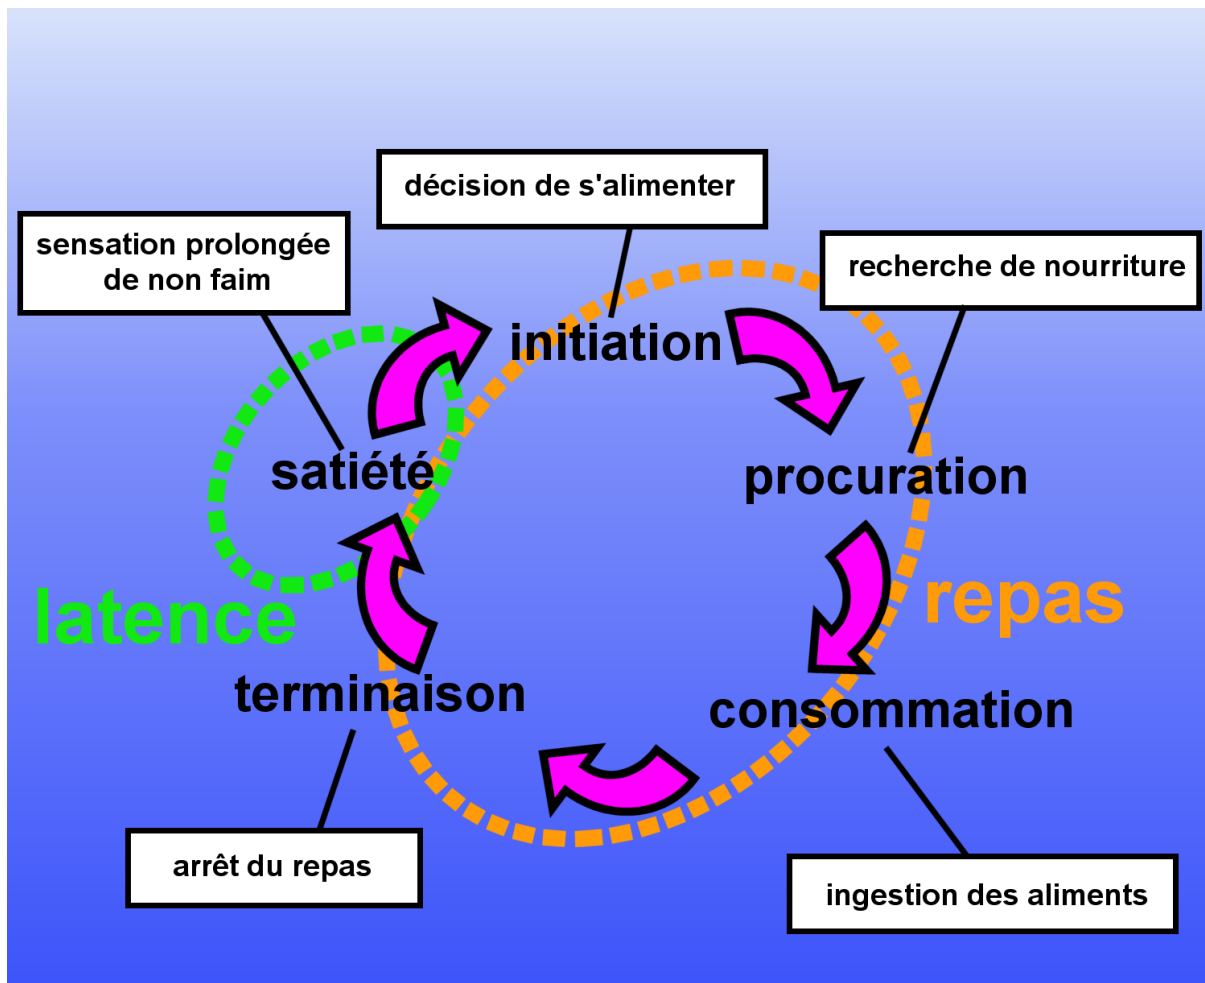 décision de s'alimenter
sensation prolongée
de non faim
recherche de nourriture
initiation
satiété
procuration
latence
repas
terminaison
consommation
arrêt du repas
ingestion des aliments